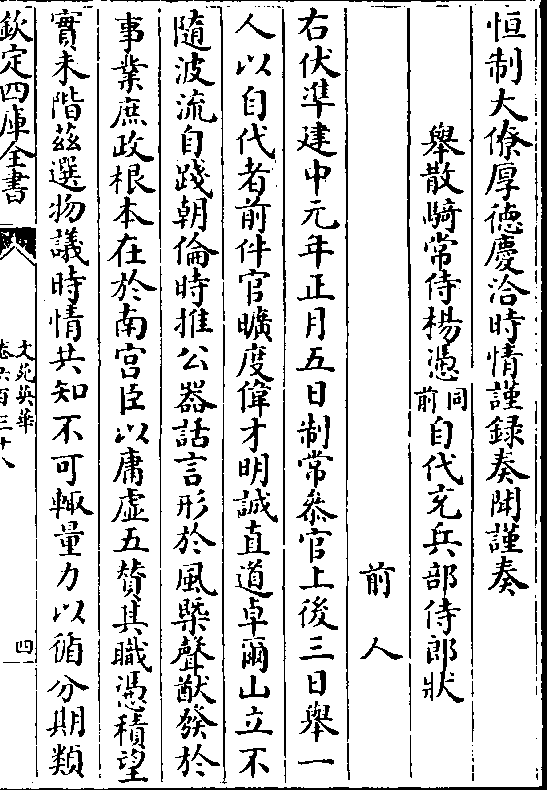 恒制大僚厚德慶洽時情謹録奏聞謹奏
舉散騎常侍楊憑同前自代充兵部侍郎狀
前人
右伏準建中元年正月五日制常叅官上後三日舉一
人以自代者前件官曠度偉才明誠直道卓爾山立不
隨波流自踐朝倫時推公器話言形於風槩聲猷發於
事業庶政根本在於南宫臣以庸虛五贊其職憑積望
實未階兹選物議時情共知不可輙量力以循分期類
欽定四庫全書
文苑英華
卷六百三十八
四